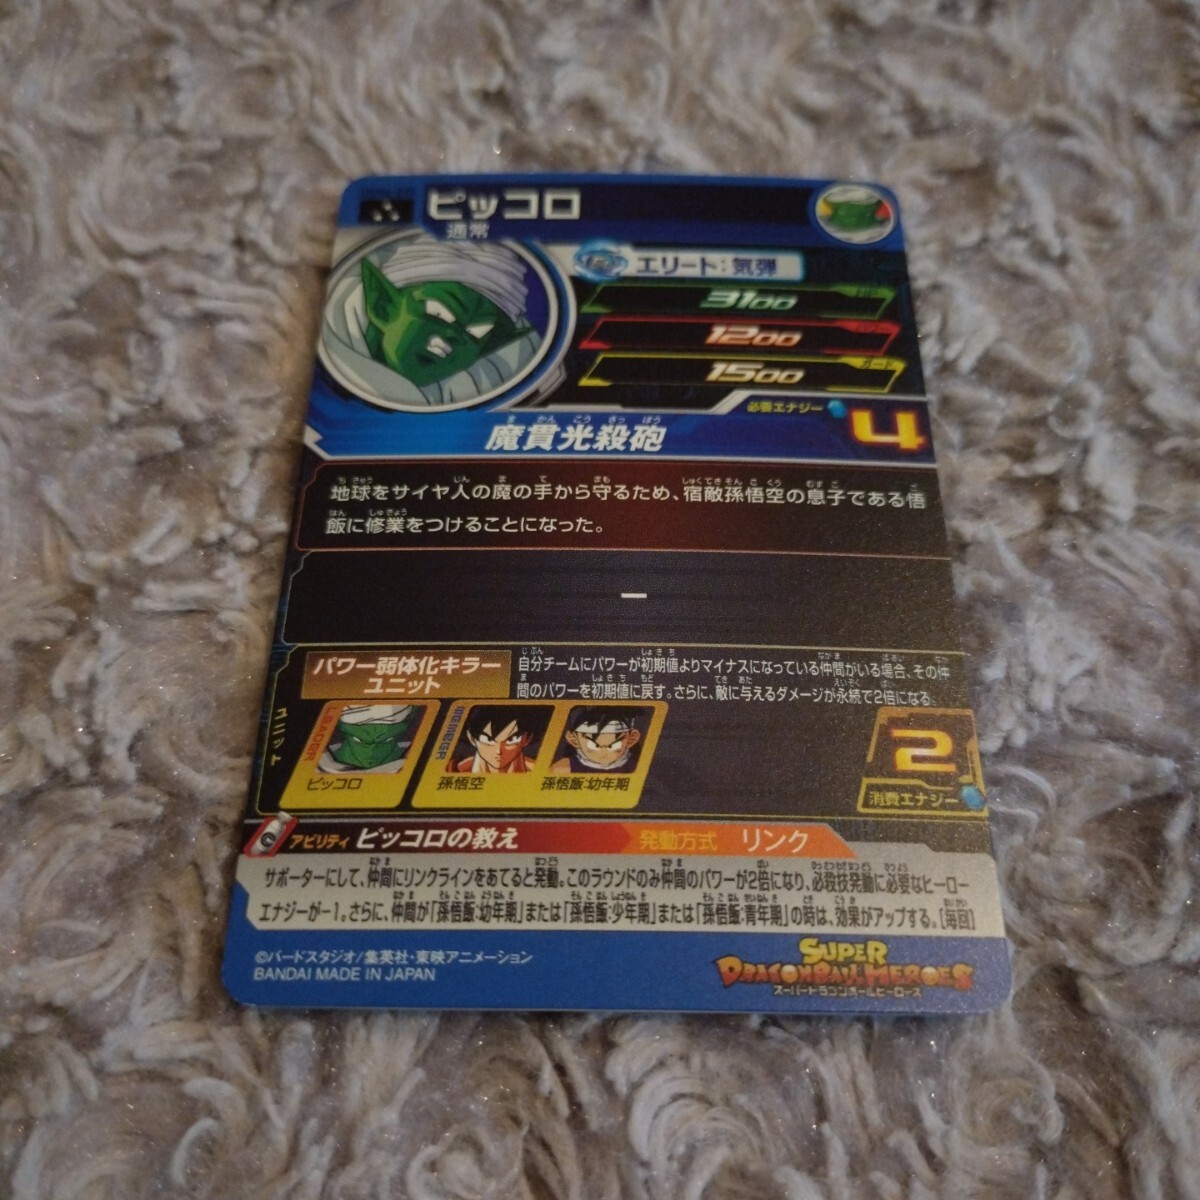 ピッコロ
通常
エリート:気弾
3100
パワー
1200
ガード
1500
必要エナジー 4
魔貫光殺砲
地球をサイヤ人の魔の手から守るため、宿敵孫悟空の息子である悟
飯に修業をつけることになった。
ー
パワー弱体化キラー
ユニット
自分チームにパワーが初期値よりマイナスになっている仲間がいる場合、その仲
間のパワーを初期値に戻す。さらに、敵に与えるダメージが永続で2倍になる。
ユニット
LEADER
ピッコロ
MEMBER
孫悟空
孫悟飯:幼年期
2
消費エナジー
アビリティ ピッコロの教え 発動方式 リンク
サポーターにして、仲間にリンクラインをあてると発動。このラウンドのみ仲間のパワーが2倍になり、必殺技発動に必要なヒーロー
エナジーが-1。さらに、仲間が「孫悟飯:幼年期」または「孫悟飯:少年期」または「孫悟飯:青年期」の時は、効果がアップする。[毎回]
©バードスタジオ/集英社・東映アニメーション
BANDAI MADE IN JAPAN
SUPER
DRAGONBALL HEROES
スーパードラゴンボールヒーローズ